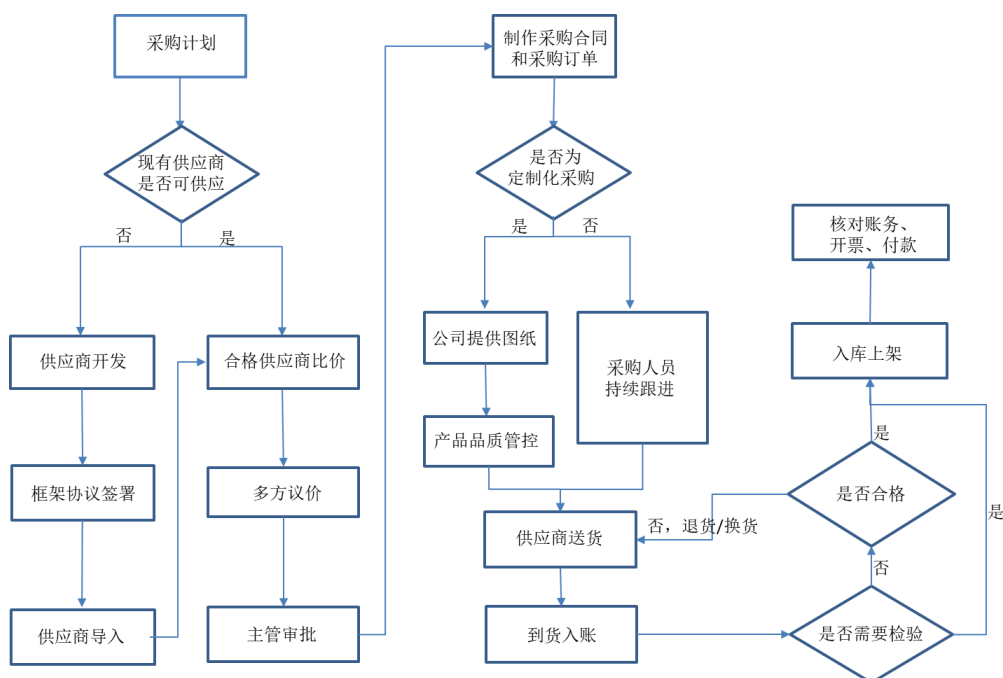 采购计划
现有供应商
是否可供应
否
是
供应商开发
框架协议签署
供应商导入
合格供应商比价
多方议价
主管审批
制作采购合同
和采购订单
是否为
定制化采购
是
否
公司提供图纸
产品品质管控
采购人员
持续跟进
供应商送货
到货入账
是否需要检验
否
是
是否合格
否，退货/换货
是
入库上架
核对账务、
开票、付款